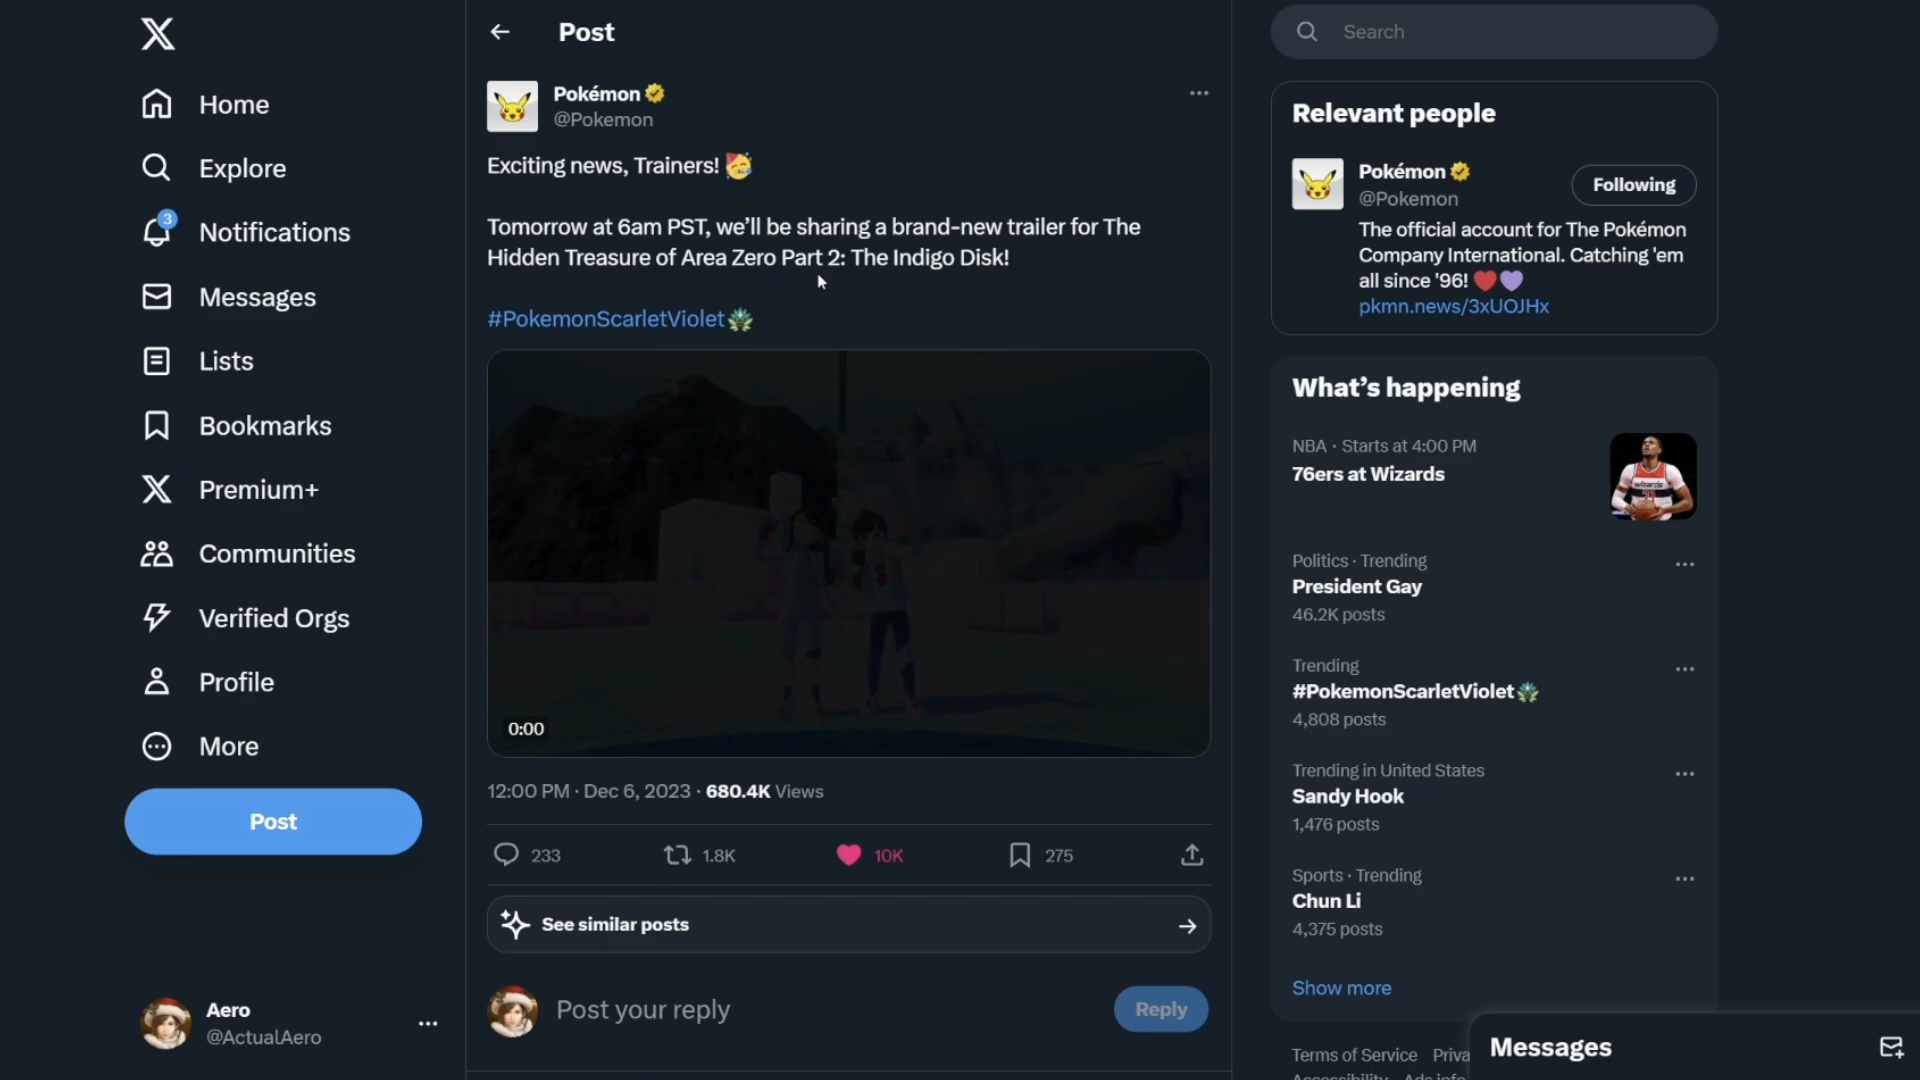 Home
Explore
3
Notifications
Messages
Lists
Bookmarks
Premium+
Communities
Verified Orgs
Profile
More
Post
Aero
@ActualAero
Post
Pokémon
@Pokemon
Exciting news, Trainers!
Tomorrow at 6am PST, we'll be sharing a brand-new trailer for The
Hidden Treasure of Area Zero Part 2: The Indigo Disk!
#PokemonScarletViolet
0:00
12:00 PM · Dec 6, 2023 · 680.4K Views
233
1.8K
10K
275
See similar posts
Post your reply
Reply
Search
Relevant people
Pokémon
@Pokemon
Following
The official account for The Pokémon
Company International. Catching 'em
all since '96!
pkmn.news/3xUOJHx
What's happening
NBA · Starts at 4:00 PM
76ers at Wizards
Politics · Trending
President Gay
46.2K posts
Trending
#PokemonScarletViolet
4,808 posts
Trending in United States
Sandy Hook
1,476 posts
Sports · Trending
Chun Li
4,375 posts
Show more
Terms of Service Priva
Messages